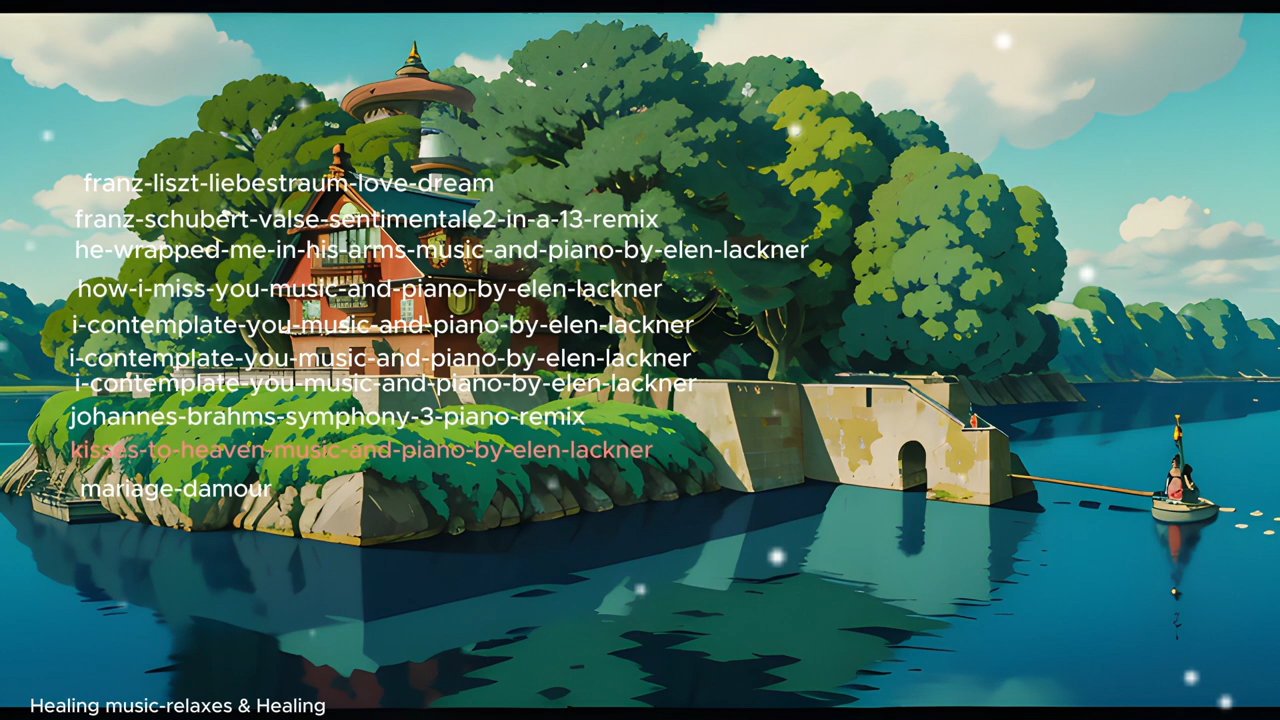 franz-liszt-liebestraum-love-dream
franz-schubert-valse-sentimentale2-in-a-13-remix
he-wrapped-me-in-his-arms-music-and-piano-by-elen-lackner
how-i-miss-you-music-and-piano-by-elen-lackner
i-contemplate-you-music-and-piano-by-elen-lackner
i-contemplate-you-music-and-piano-by-elen-lackner
i-contemplate-you-music-and-piano-by-elen-lackner
johannes-brahms-symphony-3-piano-remix
kisses-to-heaven-music-and-piano-by-elen-lackner
mariage-damour
Healing music-relaxes & Healing